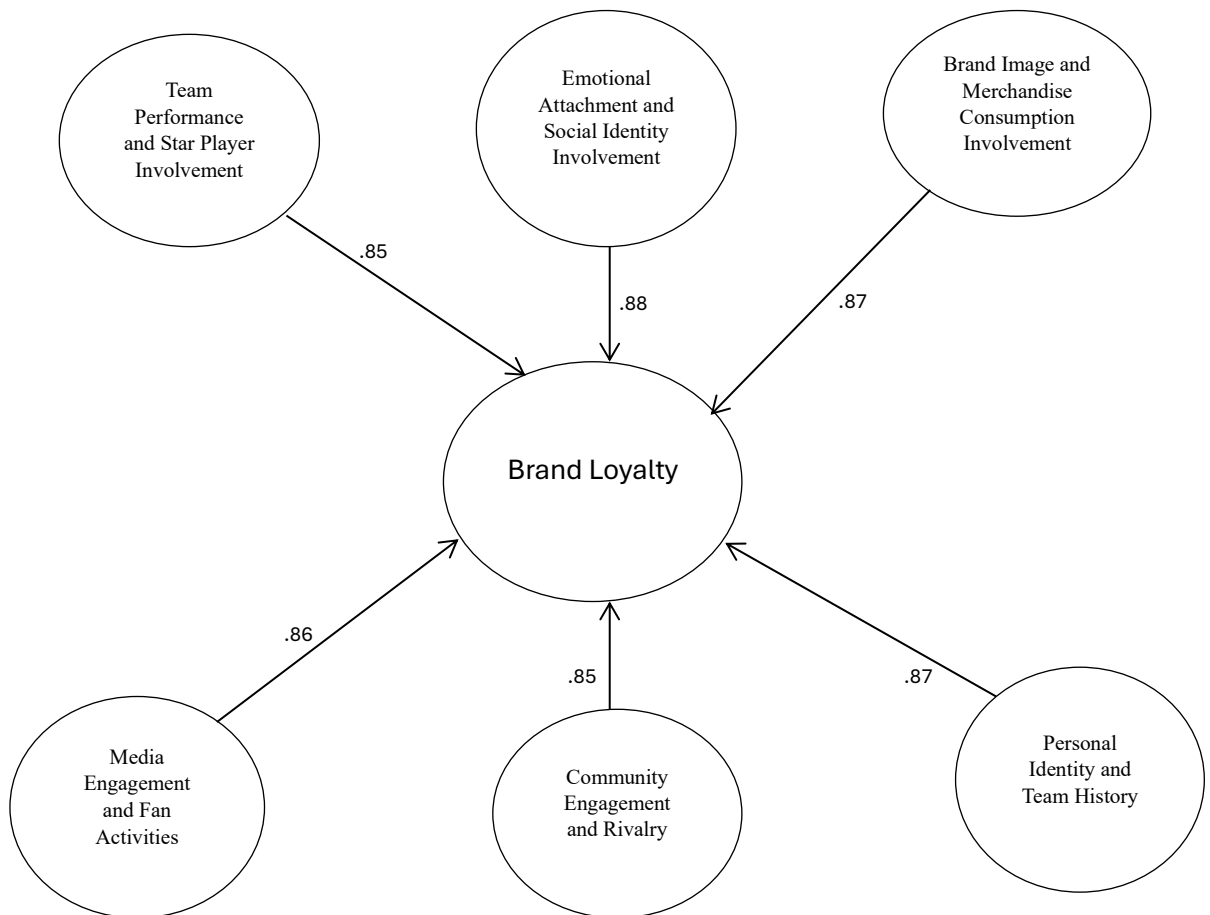 Team
Performance
and Star Player
Involvement
Emotional
Attachment and
Social Identity
Involvement
Brand Image and
Merchandise
Consumption
Involvement
.85
.88
.87
Brand Loyalty
.86
.85
.87
Media
Engagement
and Fan
Activities
Community
Engagement
and Rivalry
Personal
Identity and
Team History